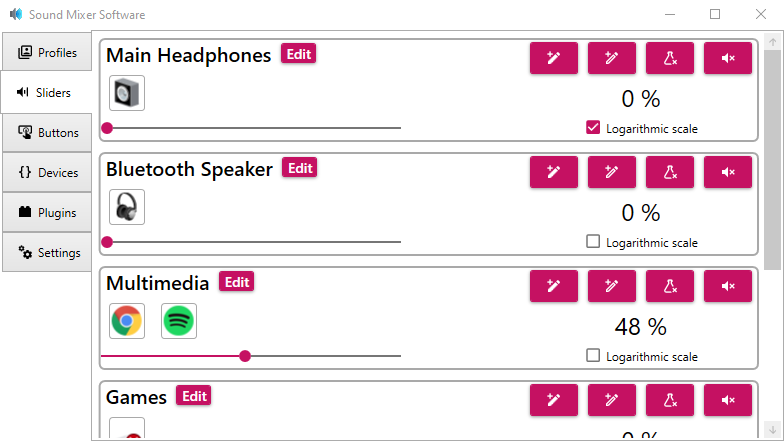 Sound Mixer Software
Profiles
Sliders
Buttons
Devices
Plugins
Settings
Main Headphones Edit
0 %
Logarithmic scale
Bluetooth Speaker Edit
0 %
Logarithmic scale
Multimedia Edit
48 %
Logarithmic scale
Games Edit
0 %